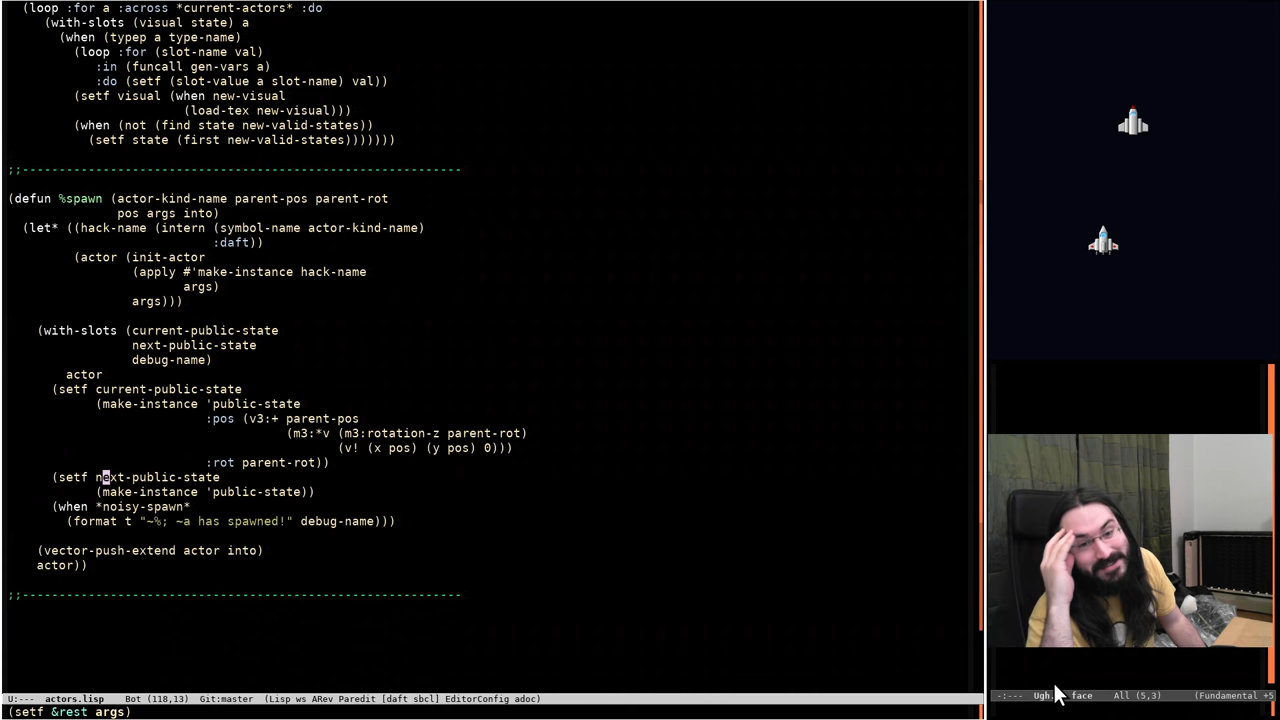 (loop :for a :across *current-actors* :do
(with-slots (visual state) a
(when (typep a type-name)
(loop :for (slot-name val)
:in (funcall gen-vars a)
:do (setf (slot-value a slot-name) val))
(setf visual (when new-visual
(load-tex new-visual)))
(when (not (find state new-valid-states))
(setf state (first new-valid-states)))))))
;;------------------------------------------------------------
(defun %spawn (actor-kind-name parent-pos parent-rot
pos args into)
(let* ((hack-name (intern (symbol-name actor-kind-name)
:daft))
(actor (init-actor
(apply #'make-instance hack-name
args)
args)))
(with-slots (current-public-state
next-public-state
debug-name)
actor
(setf current-public-state
(make-instance 'public-state
:pos (v3:+ parent-pos
(m3:*v (m3:rotation-z parent-rot)
(v! (x pos) (y pos) 0)))
:rot parent-rot))
(setf next-public-state
(make-instance 'public-state))
(when *noisy-spawn*
(format t "~%; ~a has spawned!" debug-name)))
(vector-push-extend actor into)
actor))
;;------------------------------------------------------------
U:--- actors.lisp Bot (118,13) Git:master (Lisp ws ARev Paredit [daft sbcl] EditorConfig adoc)
(setf &rest args)
-:--- face All (5,3) (Fundamental +5